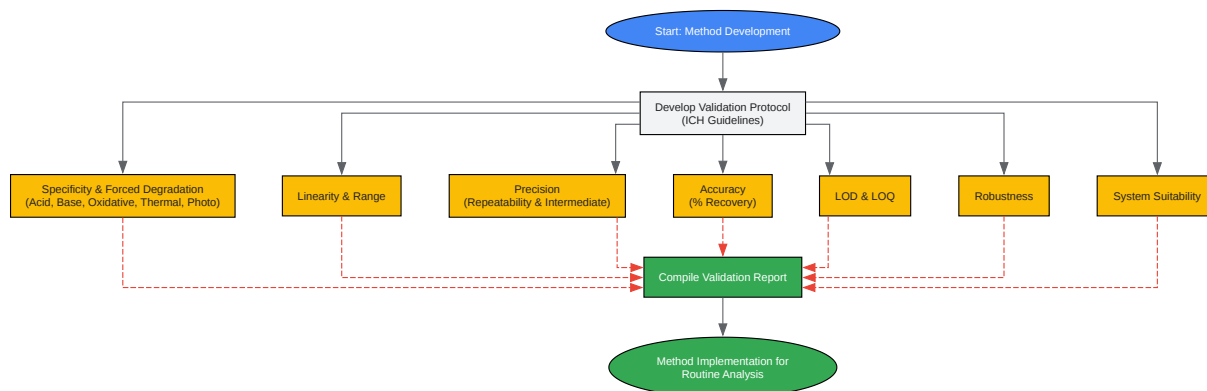 Start: Method Development
Develop Validation Protocol
(ICH Guidelines)
Specificity & Forced Degradation
(Acid, Base, Oxidative, Thermal, Photo)
Linearity & Range
Precision
(Repeatability & Intermediate)
Accuracy
(% Recovery)
LOD & LOQ
Robustness
System Suitability
Compile Validation Report
Method Implementation for
Routine Analysis